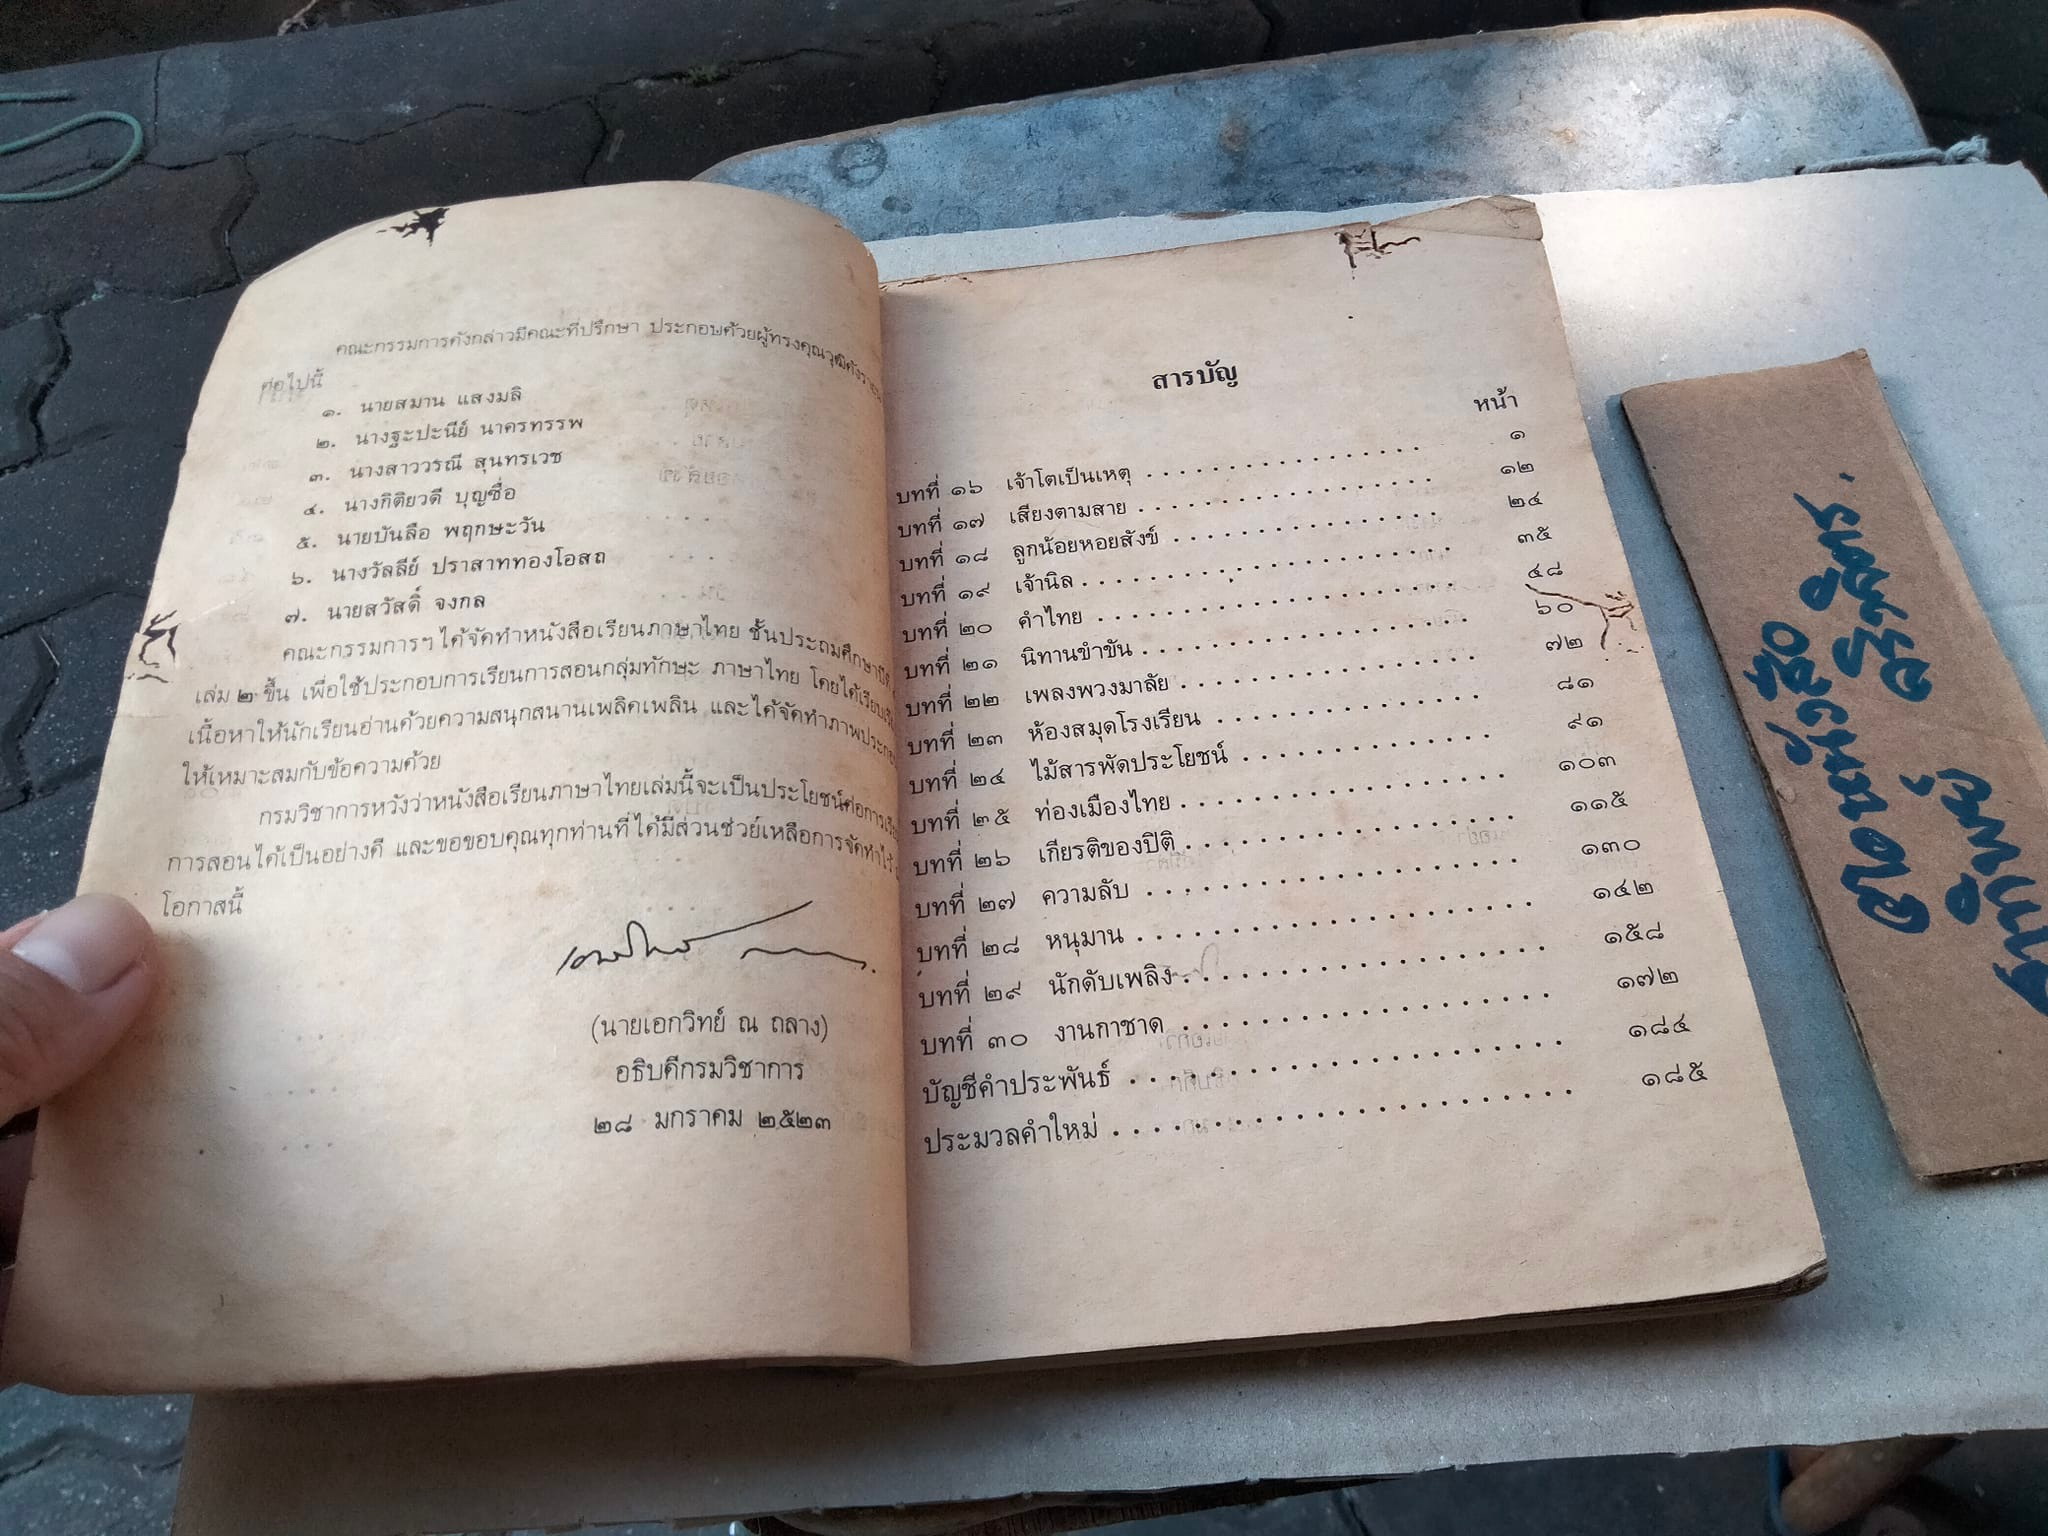 คณะกรรมการดังกล่าวมีคณะที่ปรึกษา ประกอบด้วยผู้ทรงคุณวุฒิดังราย
ต่อไปนี้
๑. นายสมาน แสงมลิ
๒. นางฐะปะนีย์ นาครทรรพ
๓. นางสาววรณี สุนทรเวช
๔. นางกิติยวดี บุญซื่อ
๕. นายบันลือ พฤกษะวัน
๖. นางวัลลีย์ ปราสาททองโอสถ
๗. นายสวัสดิ์ จงกล
คณะกรรมการฯ ได้จัดทำหนังสือเรียนภาษาไทย ชั้นประถมศึกษาปีที่
เล่ม ๒ ขึ้น เพื่อใช้ประกอบการเรียนการสอนกลุ่มทักษะ ภาษาไทย โดยได้เรียบเรียง
เนื้อหาให้นักเรียนอ่านด้วยความสนุกสนานเพลิดเพลิน และได้จัดทำภาพประกอบ
ให้เหมาะสมกับข้อความด้วย
กรมวิชาการหวังว่าหนังสือเรียนภาษาไทยเล่มนี้จะเป็นประโยชน์ต่อการเรียน
การสอนได้เป็นอย่างดี และขอขอบคุณทุกท่านที่ได้มีส่วนช่วยเหลือการจัดทำไว้
โอกาสนี้
(นายเอกวิทย์ ณ ถลาง)
อธิบดีกรมวิชาการ
๒๘ มกราคม ๒๕๒๓
สารบัญ
หน้า
บทที่ ๑๖ เจ้าโตเป็นเหตุ . . . . . . . . . . . . . . . . ๑
บทที่ ๑๗ เสียงตามสาย . . . . . . . . . . . . . . . . ๑๒
บทที่ ๑๘ ลูกน้อยหอยสังข์ . . . . . . . . . . . . . . . . ๒๔
บทที่ ๑๙ เจ้านิล . . . . . . . . . . . . . . . . ๓๕
บทที่ ๒๐ คำไทย . . . . . . . . . . . . . . . . ๔๘
บทที่ ๒๑ นิทานขำขัน . . . . . . . . . . . . . . . . ๖๐
บทที่ ๒๒ เพลงพวงมาลัย . . . . . . . . . . . . . . . . ๗๒
บทที่ ๒๓ ห้องสมุดโรงเรียน . . . . . . . . . . . . . . . . ๘๑
บทที่ ๒๔ ไม้สารพัดประโยชน์ . . . . . . . . . . . . . . . . ๙๑
บทที่ ๒๕ ท่องเมืองไทย . . . . . . . . . . . . . . . . ๑๐๓
บทที่ ๒๖ เกียรติของปิติ . . . . . . . . . . . . . . . . ๑๑๕
บทที่ ๒๗ ความลับ . . . . . . . . . . . . . . . . ๑๓๐
บทที่ ๒๘ หนุมาน . . . . . . . . . . . . . . . . ๑๔๒
บทที่ ๒๙ นักดับเพลิง . . . . . . . . . . . . . . . . ๑๕๘
บทที่ ๓๐ งานกาชาด . . . . . . . . . . . . . . . . ๑๗๒
บัญชีคำประพันธ์ . . . . . . . . . . . . . . . . ๑๘๔
ประมวลคำใหม่ . . . . . . . . . . . . . . . . ๑๘๕